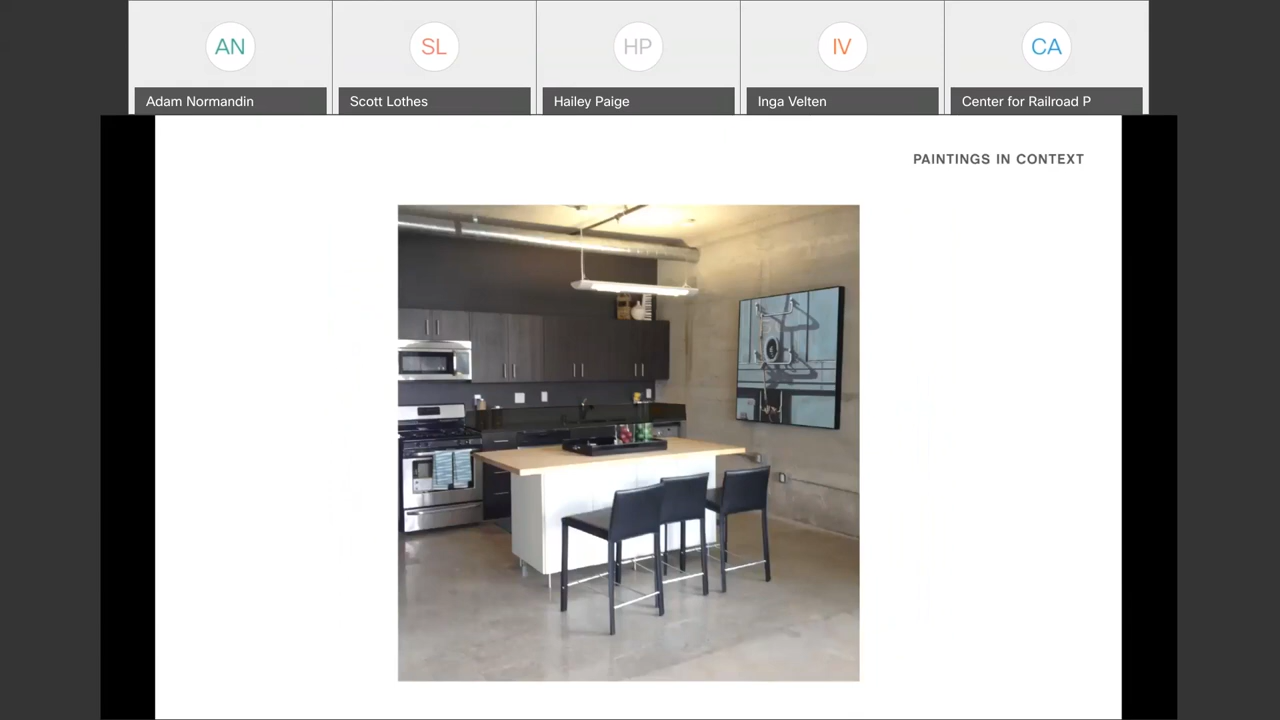 AN
SL
HP
IV
CA
Adam Normandin
Scott Lothes
Hailey Paige
Inga Velten
Center for Railroad P
PAINTINGS IN CONTEXT